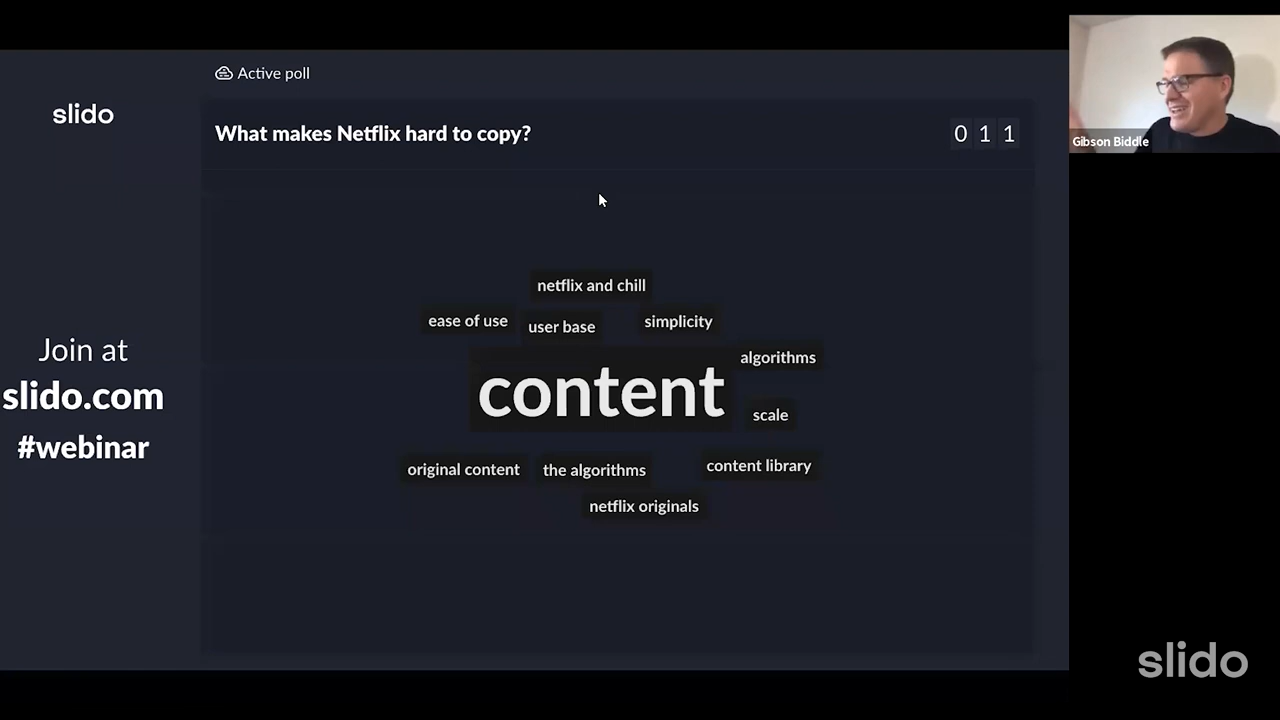 Active poll
slido
What makes Netflix hard to copy?
0 1 1
Gibson Biddle
netflix and chill
ease of use
user base
simplicity
algorithms
content
scale
original content
the algorithms
content library
netflix originals
Join at
slido.com
#webinar
slido